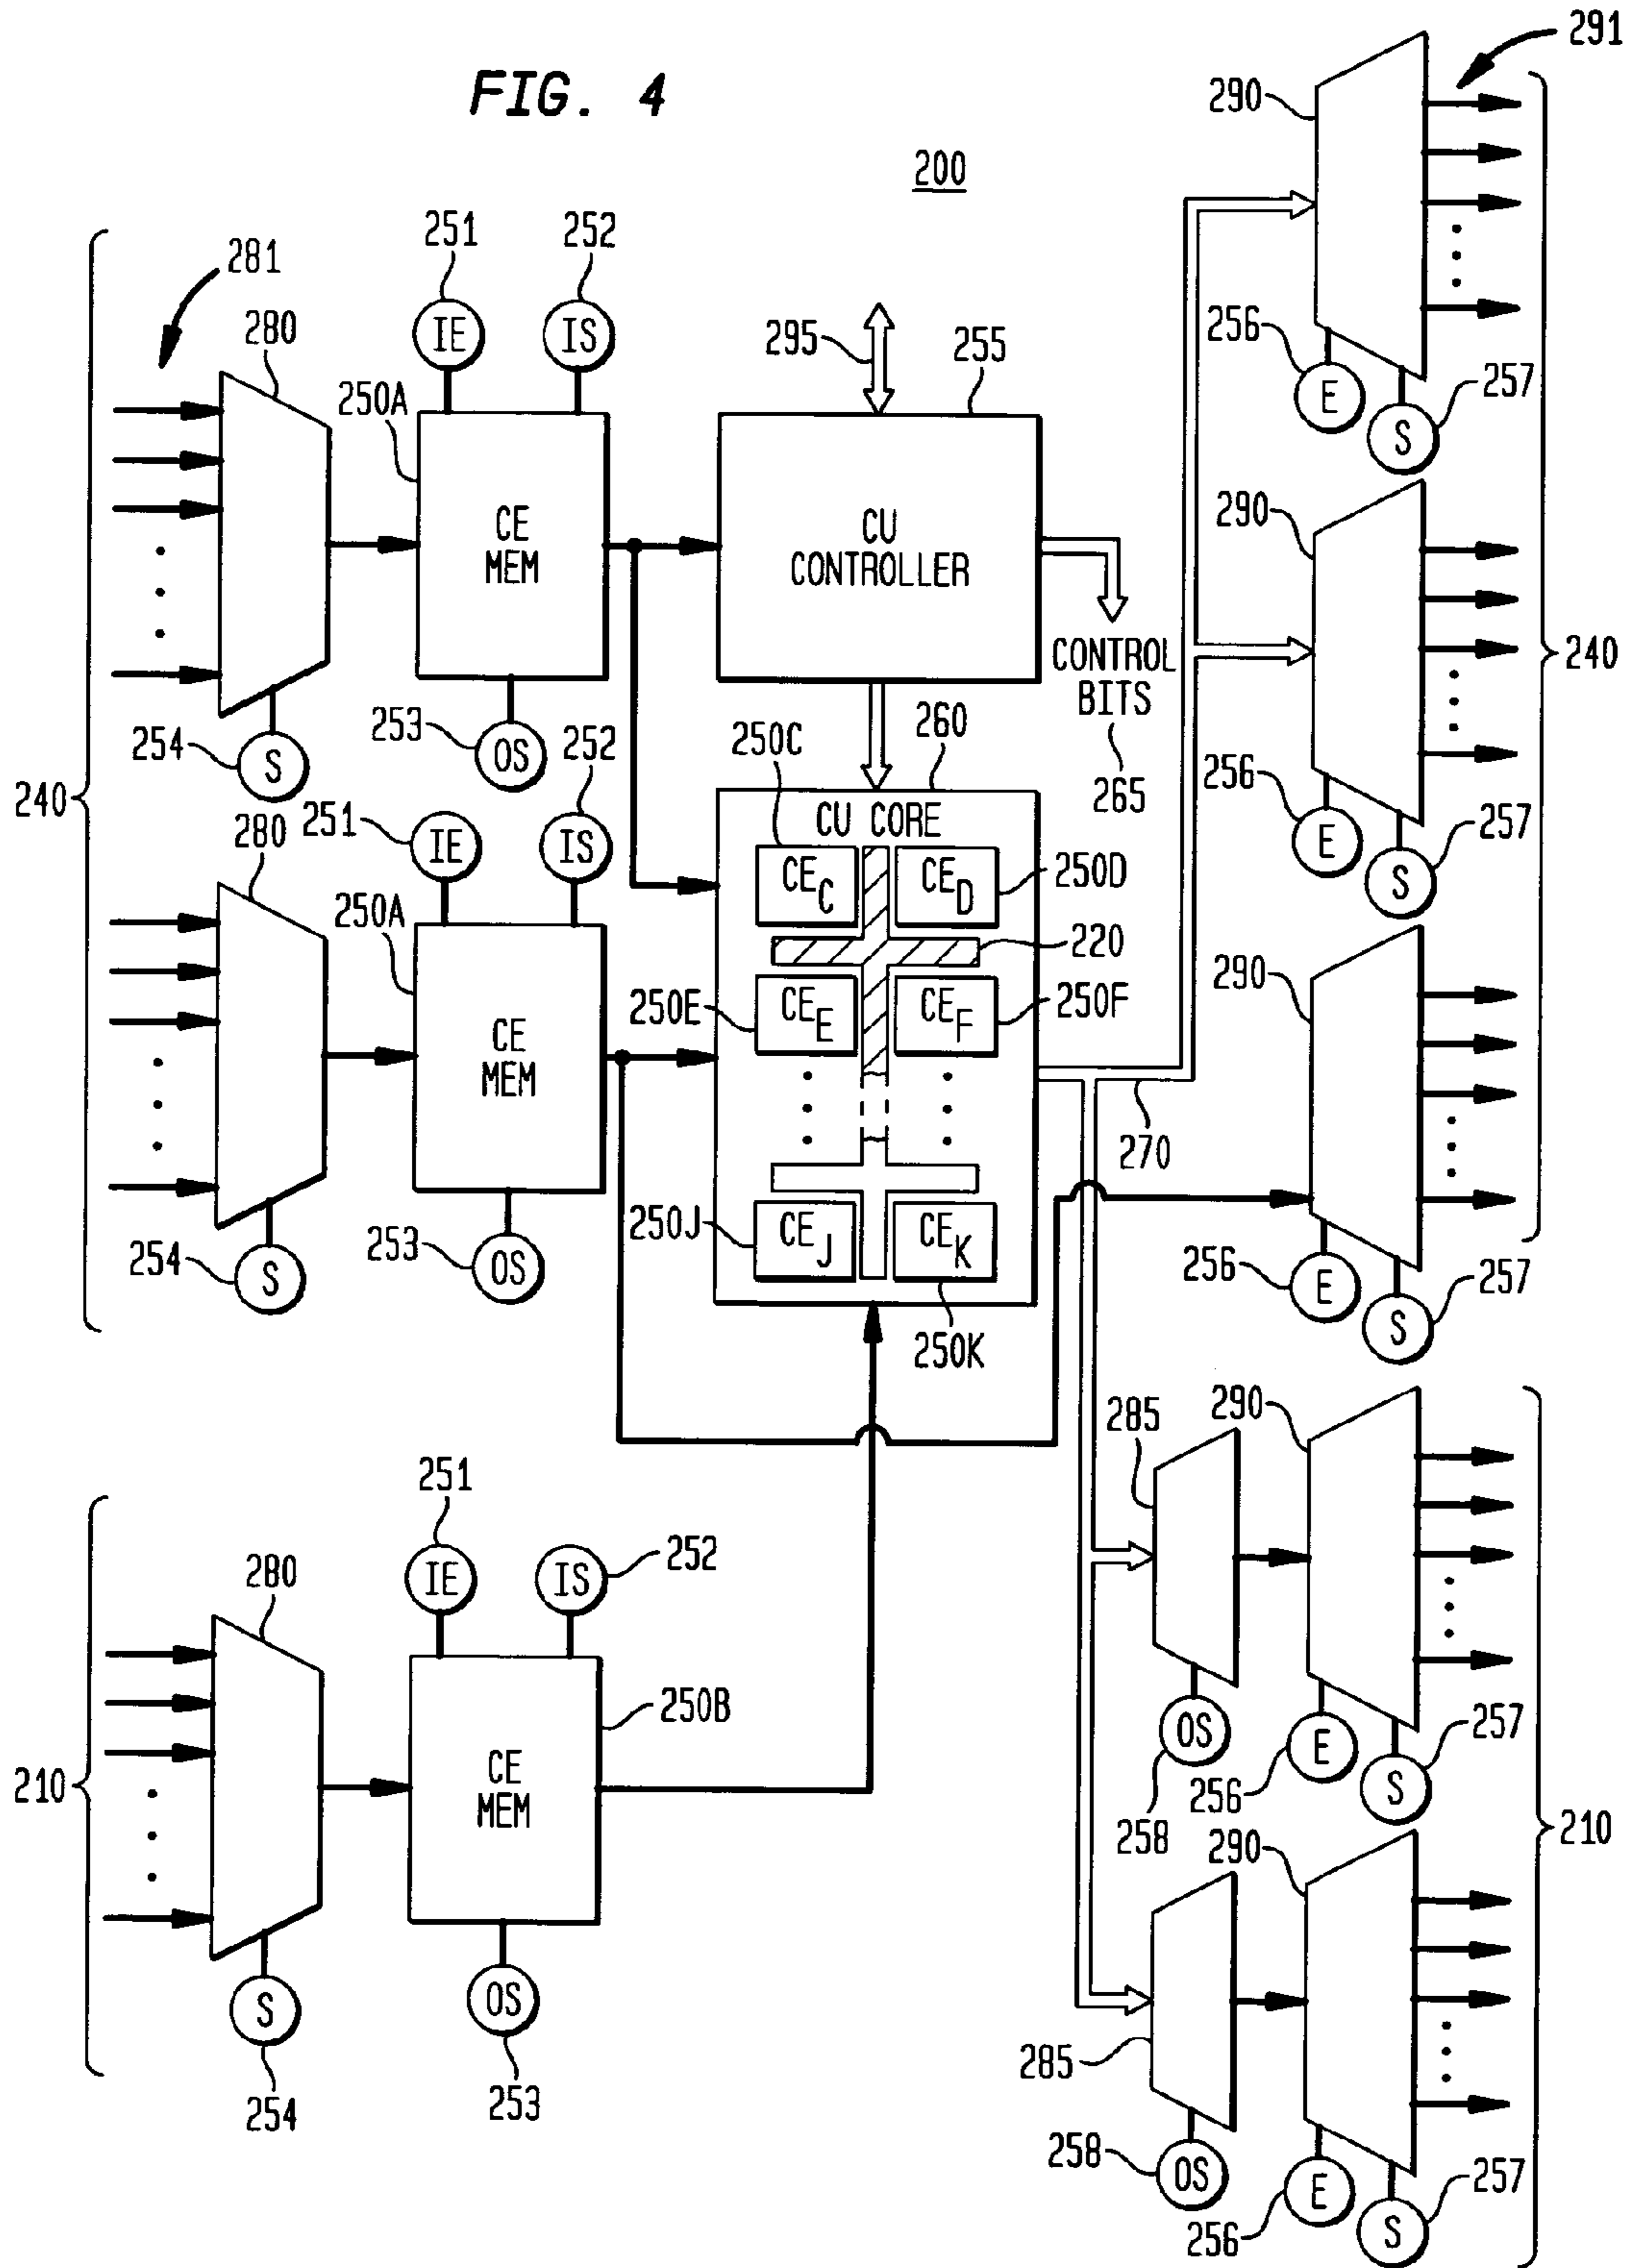 FIG. 4
200
291
290
240
256
E
S
257
281
280
251
IE
252
IS
250A
CE
MEM
254
S
253
OS
295
255
CU
CONTROLLER
CONTROL
BITS
265
290
256
E
S
257
240
240
280
251
IE
252
IS
250A
CE
MEM
254
S
253
OS
250C
260
CU CORE
CE C
CE D
250D
220
250E
CE E
CE F
250F
250J
CE J
CE K
250K
270
290
256
E
S
257
210
280
251
IE
252
IS
250B
CE
MEM
S
254
OS
253
285
OS
258
290
256
E
S
257
210
285
258
OS
290
256
E
S
257